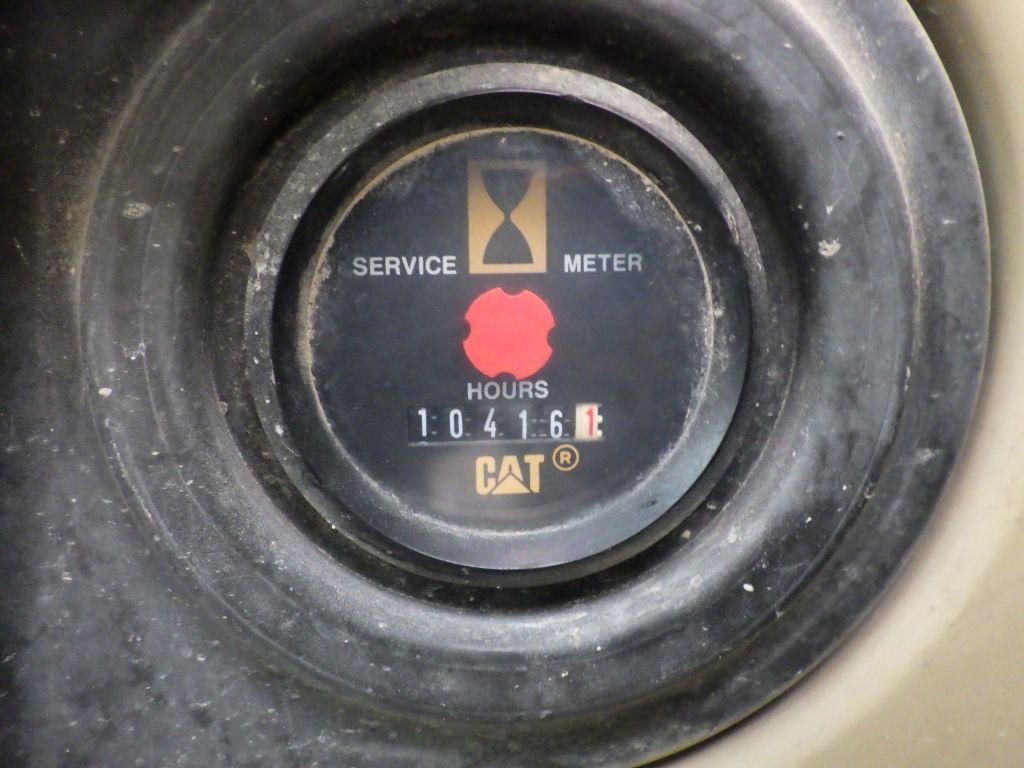 SERVICE METER
HOURS
104161
CAT®